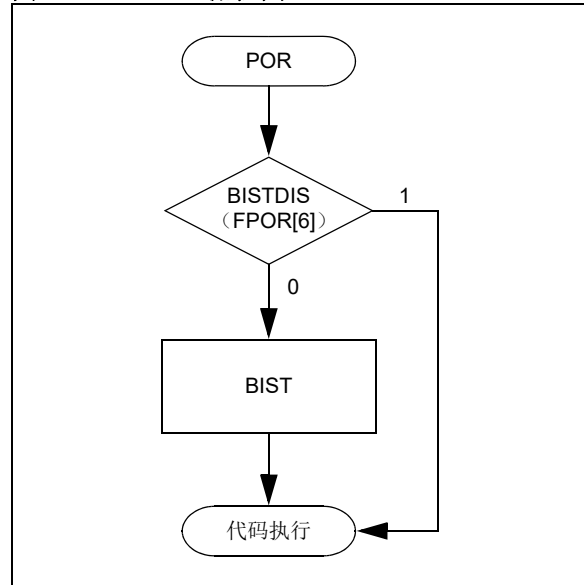 POR
BISTDIS
（FPOR[6]）
1
0
BIST
代码执行